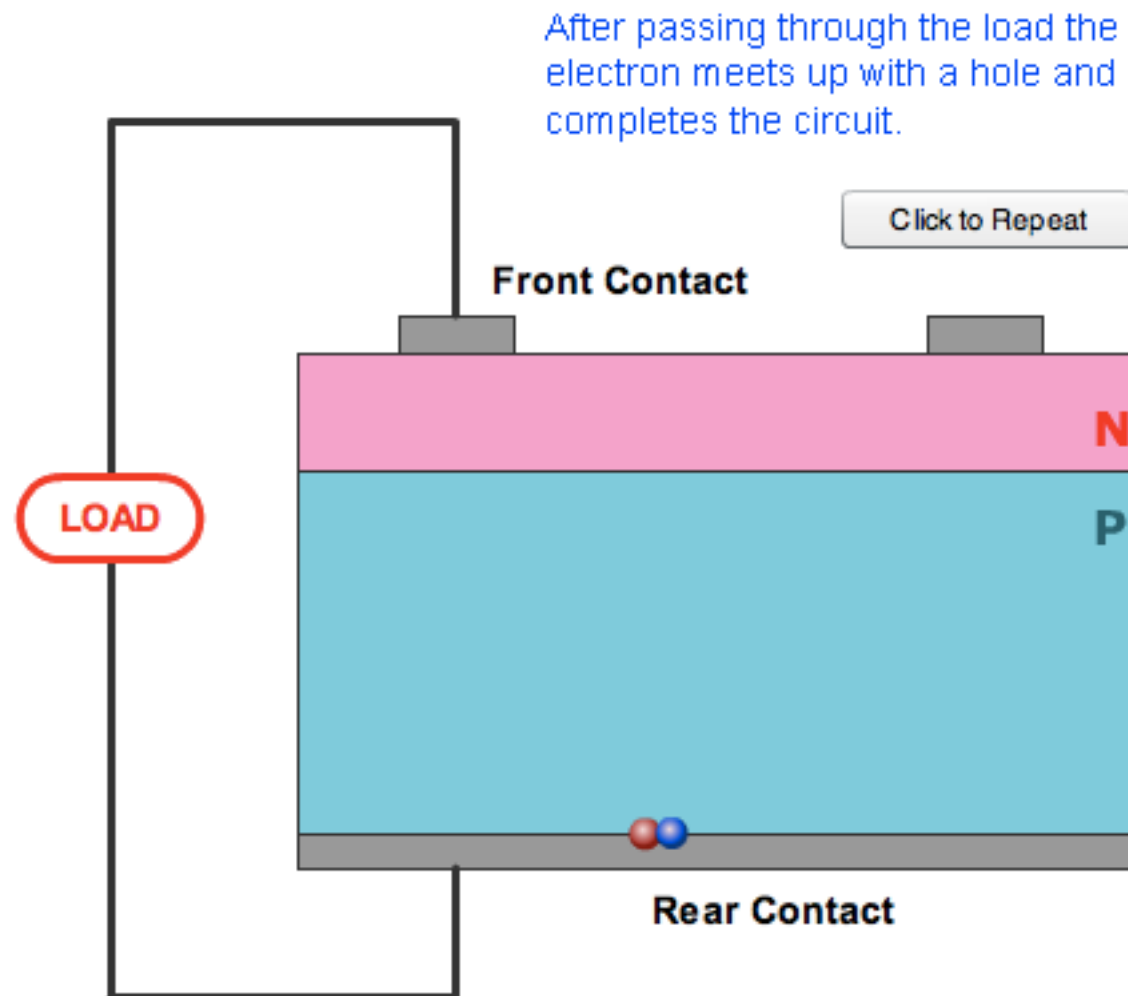 After passing through the load the
electron meets up with a hole and
completes the circuit.
Click to Repeat
Front Contact
N
LOAD
P
Rear Contact